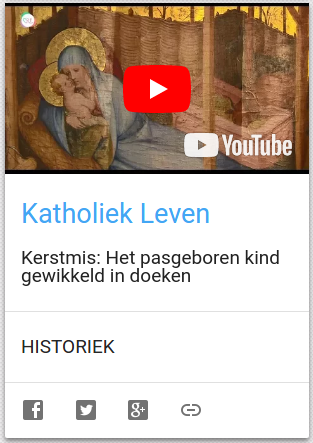 YouTube
Katholiek Leven
Kerstmis: Het pasgeboren kind
gewikkeld in doeken
HISTORIEK